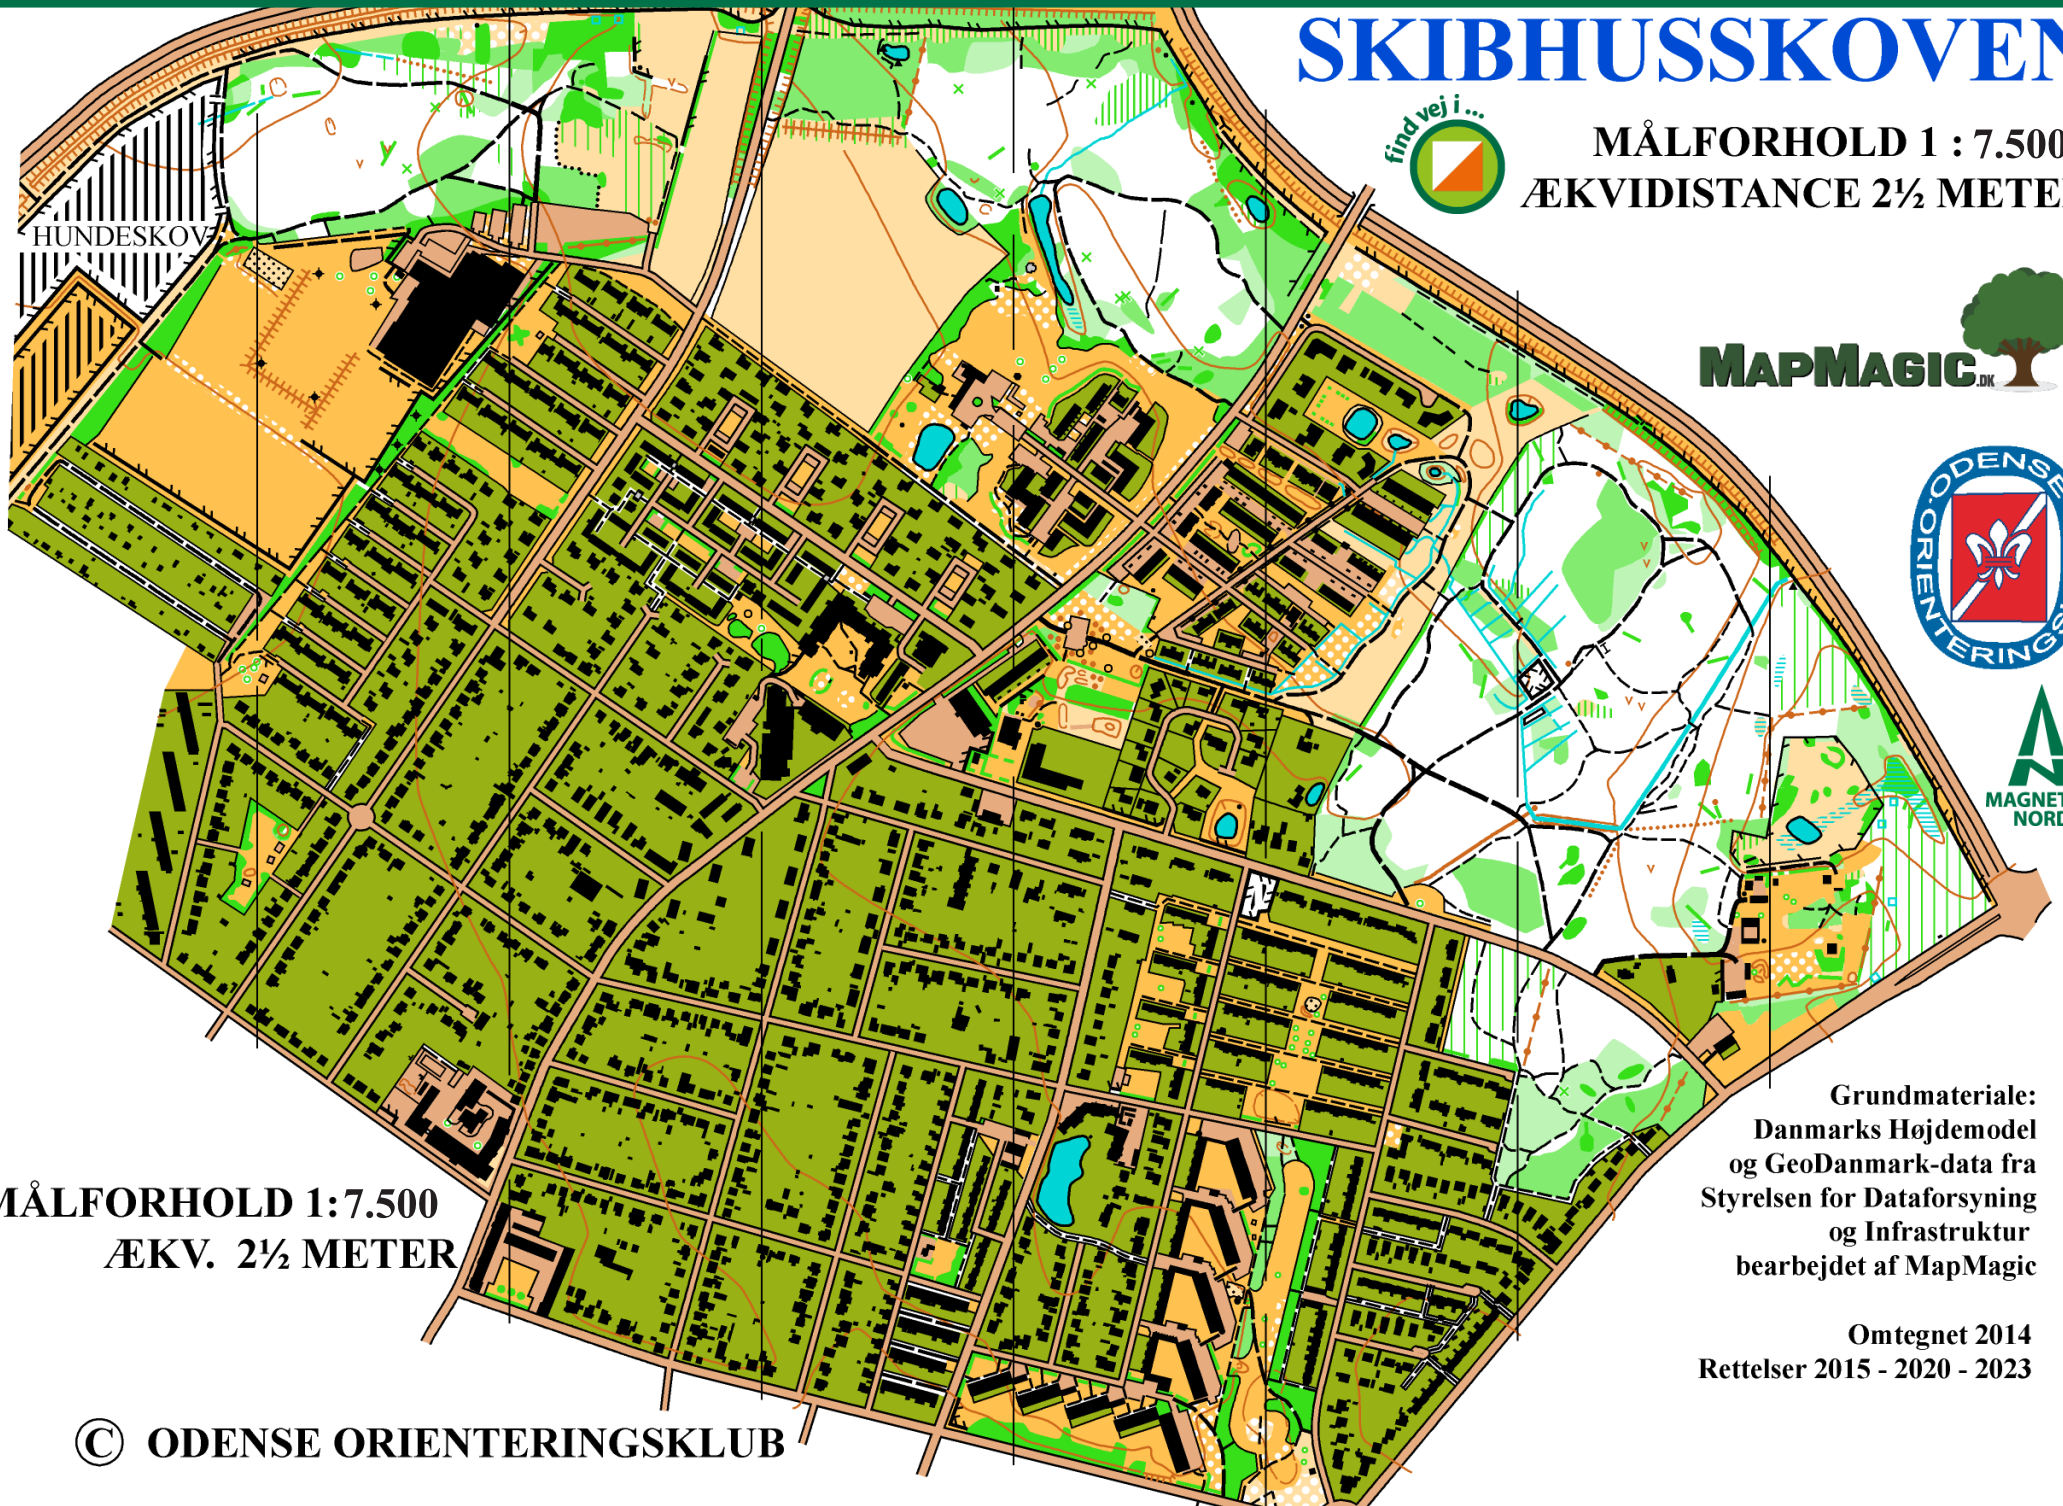 SKIBHUSSKOVEN
find vej i ...
MÅLFORHOLD 1 : 7.500
ÆKVIDISTANCE 2½ METER
HUNDESKOV
MAPMAGIC.DK
ODENSE
ORIENTERINGS
MAGNET
NORD
Grundmateriale:
Danmarks Højdemodel
og GeoDanmark-data fra
Styrelsen for Dataforsyning
og Infrastruktur
bearbejdet af MapMagic
MÅLFORHOLD 1:7.500
ÆKV. 2½ METER
Omtegnet 2014
Rettelser 2015 - 2020 - 2023
© ODENSE ORIENTERINGSKLUB